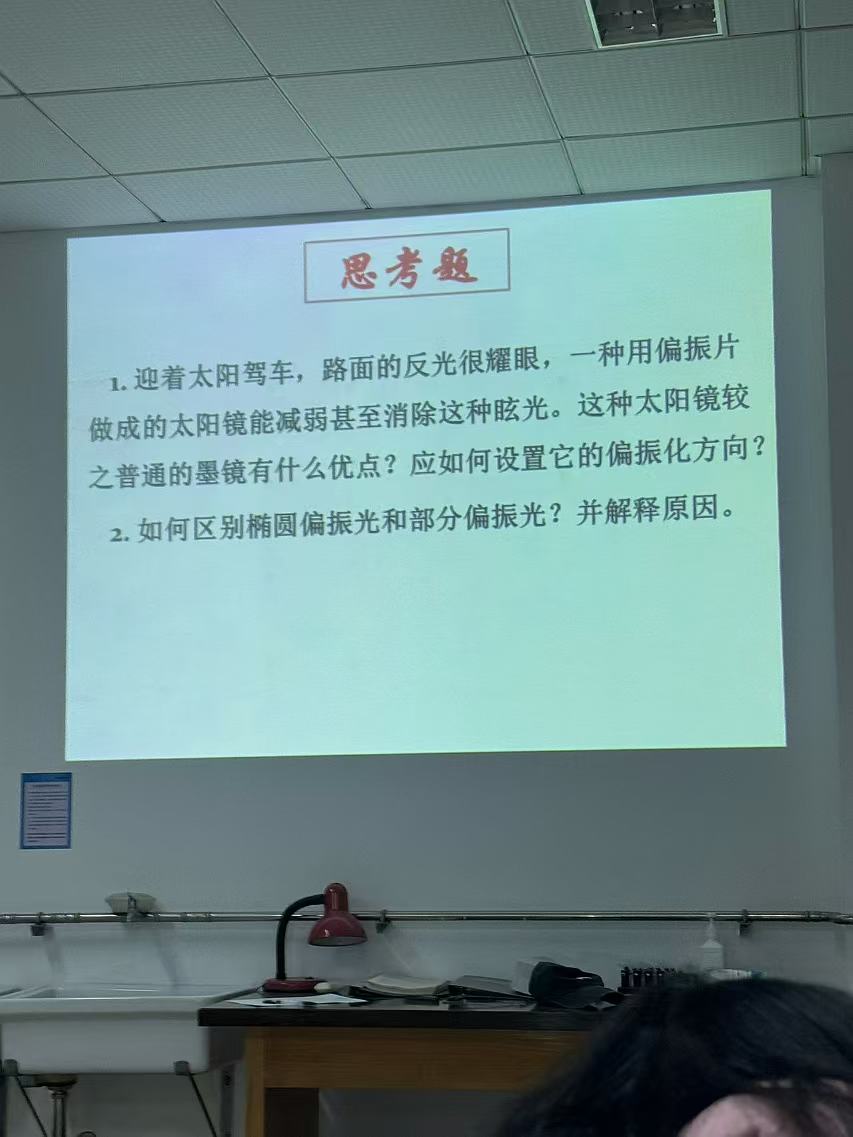 思考题
1. 迎着太阳驾车，路面的反光很耀眼，一种用偏振片
做成的太阳镜能减弱甚至消除这种眩光。这种太阳镜较
之普通的墨镜有什么优点？应如何设置它的偏振化方向？
2. 如何区别椭圆偏振光和部分偏振光？并解释原因。